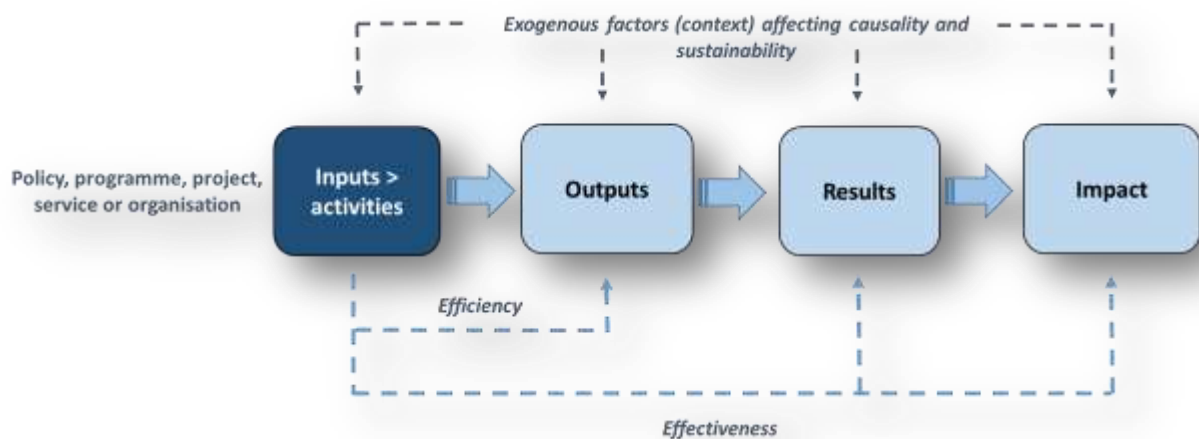 Exogenous factors (context) affecting causality and
sustainability
Policy, programme, project,
service or organisation
Inputs >
activities
Outputs
Results
Impact
Efficiency
Effectiveness